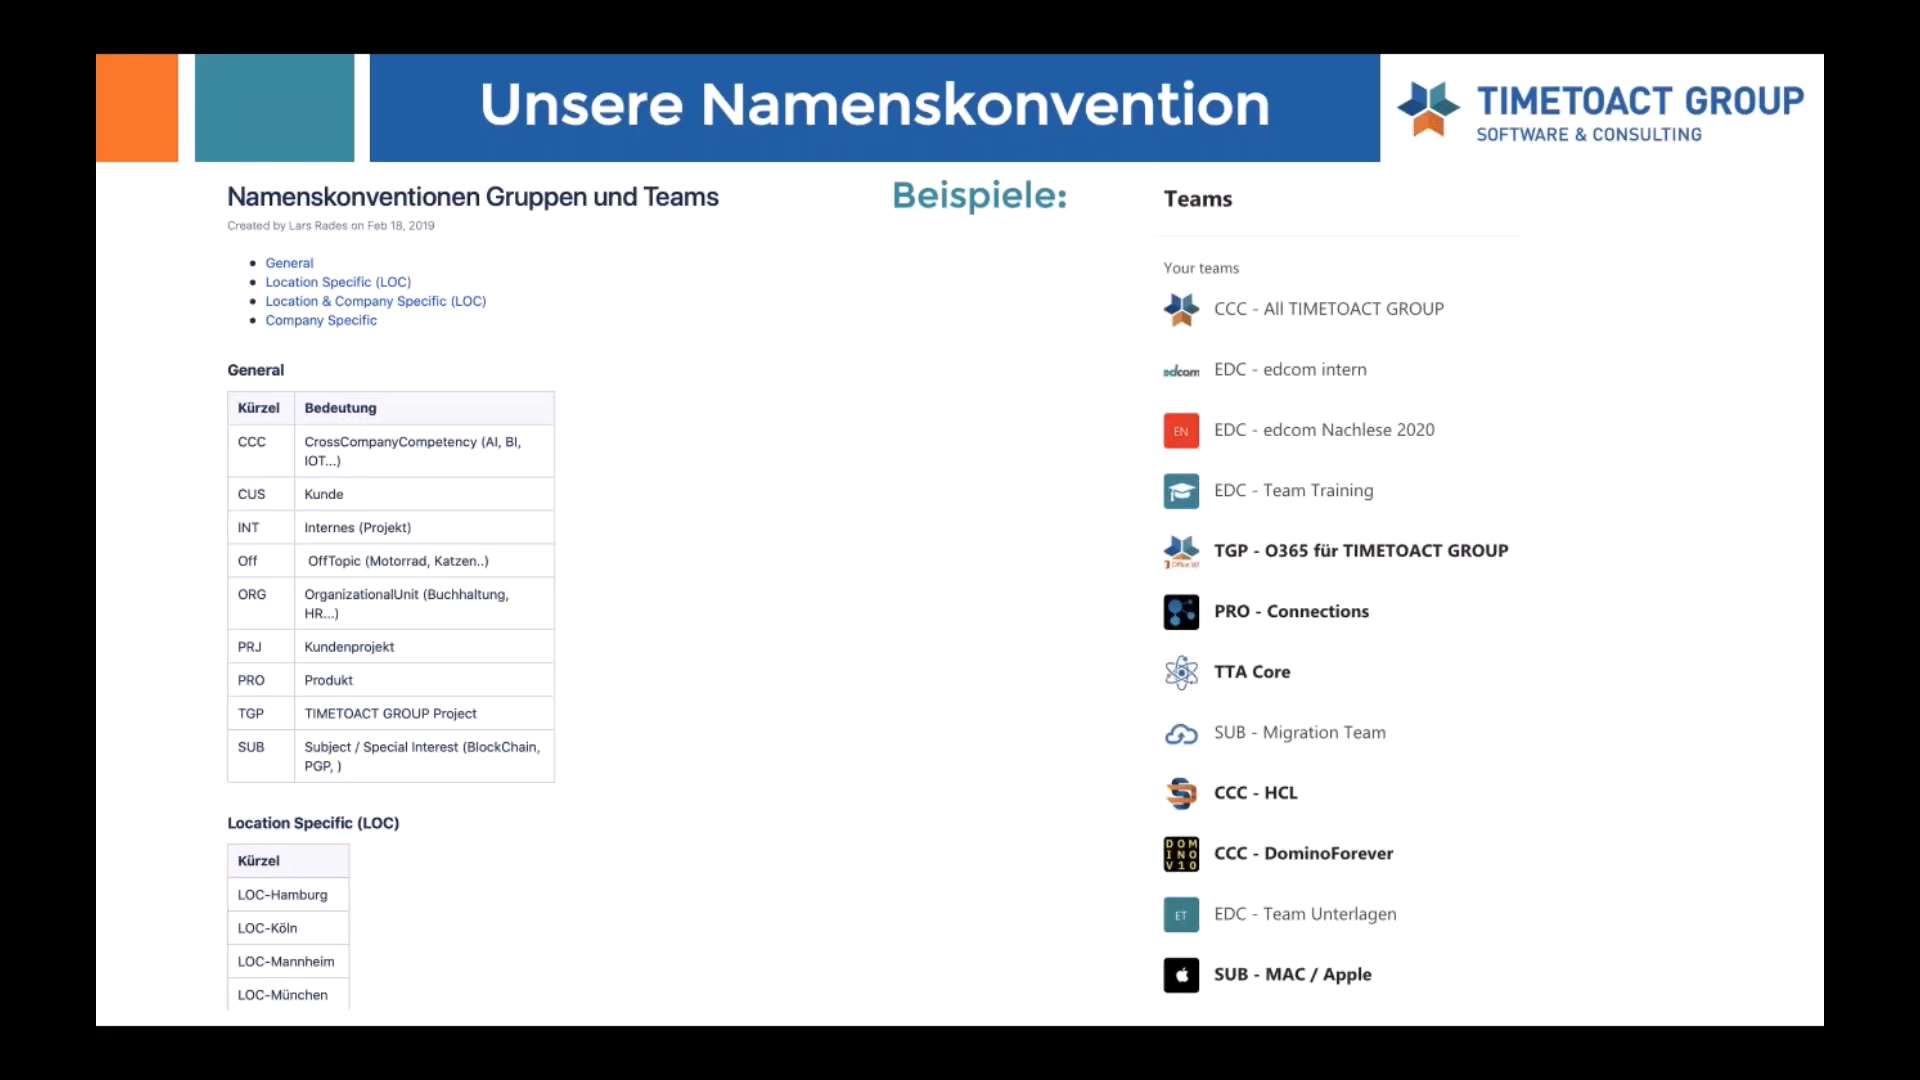 Unsere Namenskonvention
TIMETOACT GROUP
SOFTWARE & CONSULTING
Namenskonventionen Gruppen und Teams
Created by Lars Rades on Feb 18, 2019
General
Location Specific (LOC)
Location & Company Specific (LOC)
Company Specific
General
Kürzel Bedeutung
CCC CrossCompanyCompetency (AI, BI,
IOT...)
CUS Kunde
INT Internes (Projekt)
Off OffTopic (Motorrad, Katzen..)
ORG OrganizationalUnit (Buchhaltung,
HR...)
PRJ Kundenprojekt
PRO Produkt
TGP TIMETOACT GROUP Project
SUB Subject / Special Interest (BlockChain,
PGP, )
Location Specific (LOC)
Kürzel
LOC-Hamburg
LOC-Köln
LOC-Mannheim
LOC-München
Beispiele:
Teams
Your teams
CCC - All TIMETOACT GROUP
edcom EDC - edcom intern
EN EDC - edcom Nachlese 2020
EDC - Team Training
Office 365 TGP - O365 für TIMETOACT GROUP
PRO - Connections
TTA Core
SUB - Migration Team
CCC - HCL
DOM
INO
V10
CCC - DominoForever
ET EDC - Team Unterlagen
SUB - MAC / Apple